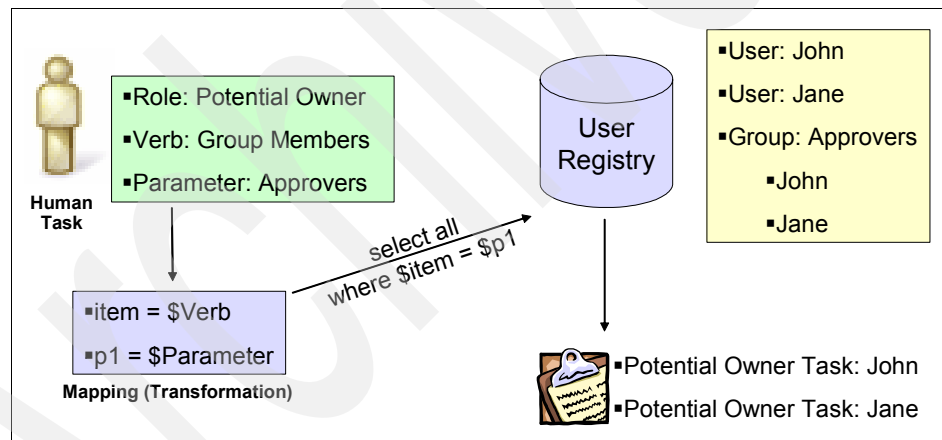 ▪Role: Potential Owner
▪Verb: Group Members
▪Parameter: Approvers
Human
Task
▪item = $Verb
▪p1 = $Parameter
Mapping (Transformation)
select all
where $item = $p1
User
Registry
▪User: John
▪User: Jane
▪Group: Approvers
▪John
▪Jane
▪Potential Owner Task: John
▪Potential Owner Task: Jane